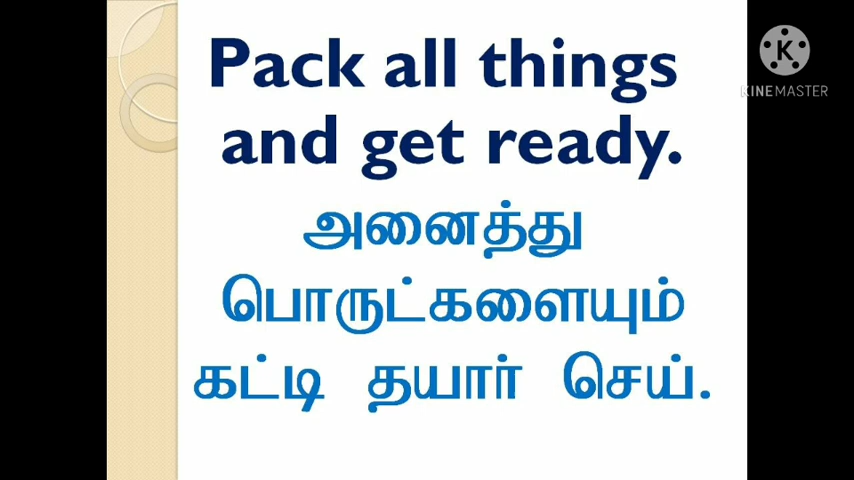 Pack all things
and get ready.
அனைத்து
பொருட்களையும்
கட்டி தயார் செய்.
K
KINEMASTER